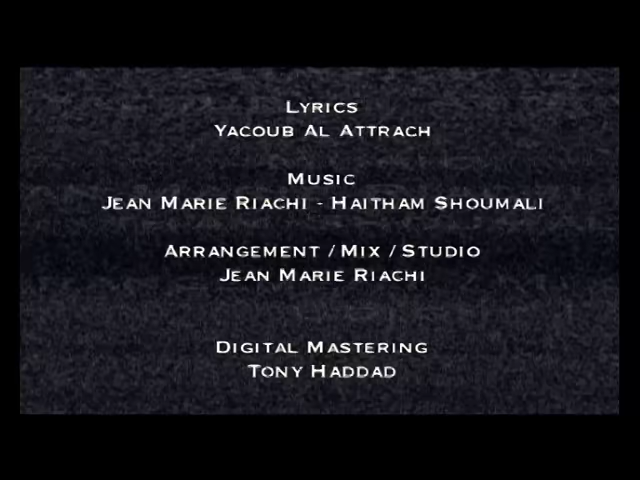 Lyrics
Yacoub Al Attrach
Music
Jean Marie Riachi - Haitham Shoumali
Arrangement / Mix / Studio
Jean Marie Riachi
Digital Mastering
Tony Haddad